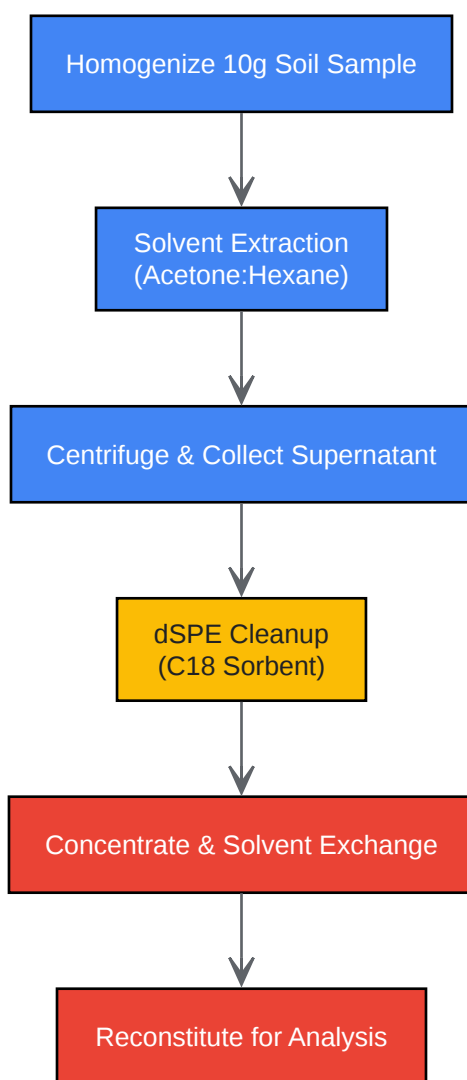 Homogenize 10g Soil Sample
Solvent Extraction
(Acetone:Hexane)
Centrifuge & Collect Supernatant
dSPE Cleanup
(C18 Sorbent)
Concentrate & Solvent Exchange
Reconstitute for Analysis